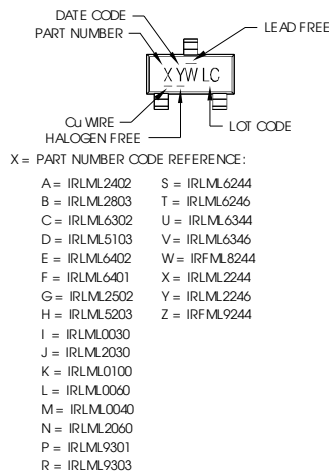 DATE CODE
PART NUMBER
LEAD FREE
X YW LC
Cu WIRE
HALOGEN FREE
LOT CODE
X = PART NUMBER CODE REFERENCE:
A = IRLML2402 S = IRLML6244
B = IRLML2803 T = IRLML6246
C = IRLML6302 U = IRLML6344
D = IRLML5103 V = IRLML6346
E = IRLML6402 W = IRFML8244
F = IRLML6401 X = IRLML2244
G = IRLML2502 Y = IRLML2246
H = IRLML5203 Z = IRFML9244
I = IRLML0030
J = IRLML2030
K = IRLML0100
L = IRLML0060
M = IRLML0040
N = IRLML2060
P = IRLML9301
R = IRLML9303